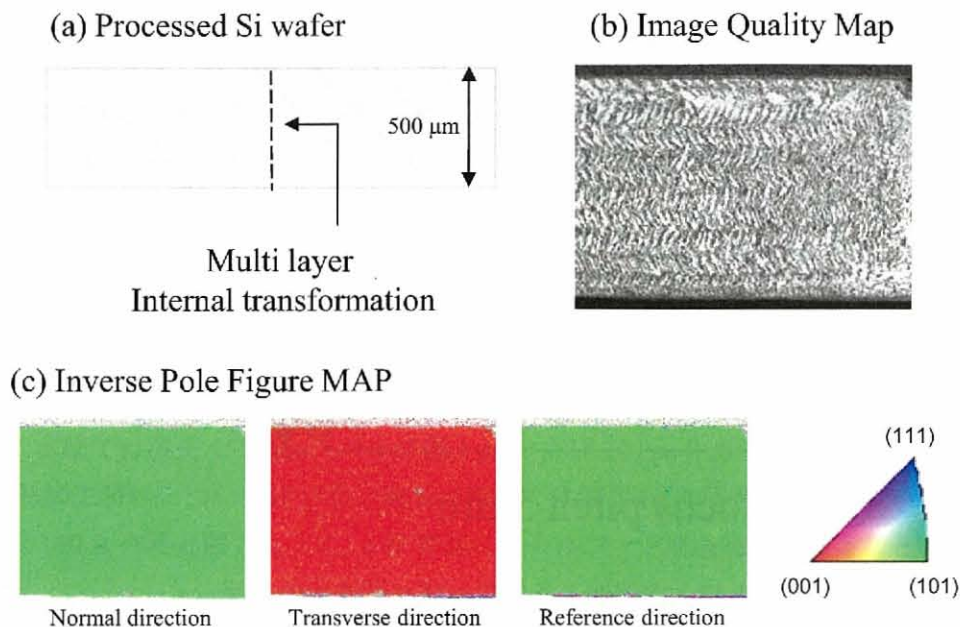 (a) Processed Si wafer
(b) Image Quality Map
500 μm
Multi layer
Internal transformation
(c) Inverse Pole Figure MAP
(111)
(001)
(101)
Normal direction
Transverse direction
Reference direction